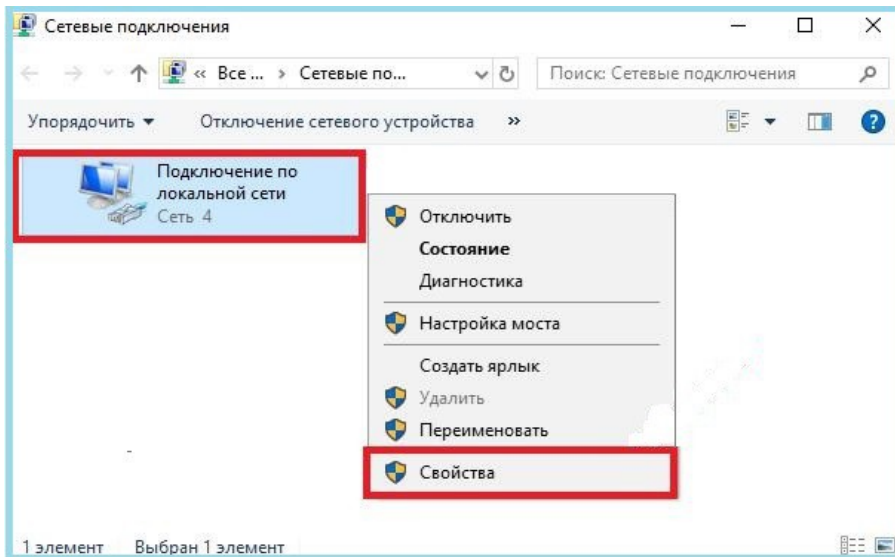 Сетевые подключения
« Все ... › Сетевые по...
Поиск: Сетевые подключения
Упорядочить
Отключение сетевого устройства »
Подключение по
локальной сети
Сеть 4
Отключить
Состояние
Диагностика
Настройка моста
Создать ярлык
Удалить
Переименовать
Свойства
1 элемент
Выбран 1 элемент